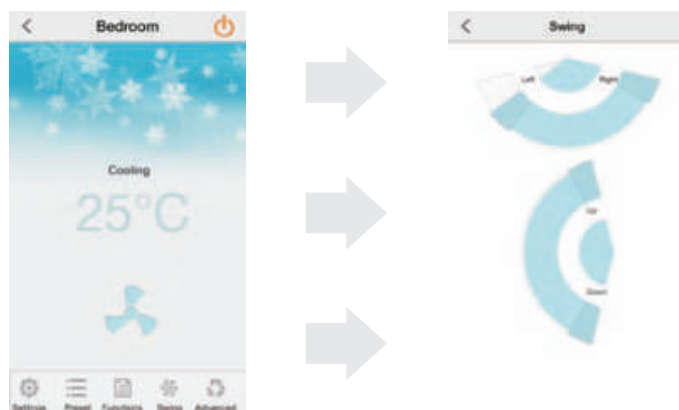 Bedroom
Cooling
25°C
Settings Preset Functions Swing Advanced
Swing
Left Right
Up
Down